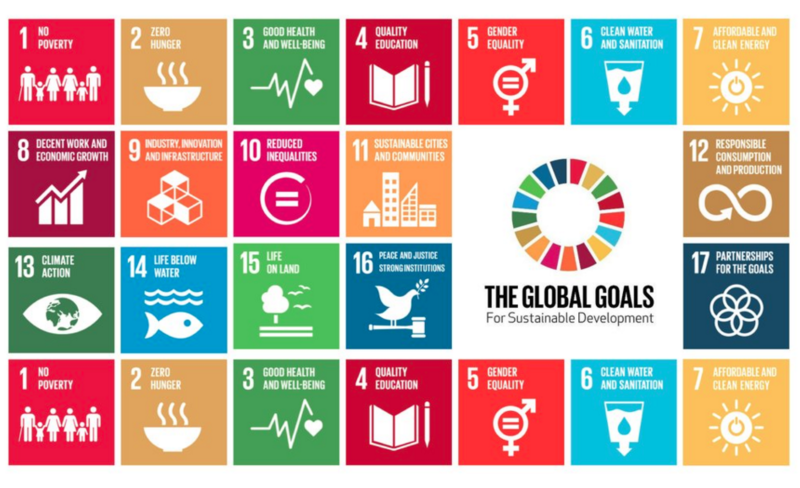 1 NO
POVERTY
2 ZERO
HUNGER
3 GOOD HEALTH
AND WELL-BEING
4 QUALITY
EDUCATION
5 GENDER
EQUALITY
6 CLEAN WATER
AND SANITATION
7 AFFORDABLE AND
CLEAN ENERGY
8 DECENT WORK AND
ECONOMIC GROWTH
9 INDUSTRY, INNOVATION
AND INFRASTRUCTURE
10 REDUCED
INEQUALITIES
11 SUSTAINABLE CITIES
AND COMMUNITIES
12 RESPONSIBLE
CONSUMPTION
AND PRODUCTION
13 CLIMATE
ACTION
14 LIFE BELOW
WATER
15 LIFE
ON LAND
16 PEACE AND JUSTICE
STRONG INSTITUTIONS
THE GLOBAL GOALS
For Sustainable Development
17 PARTNERSHIPS
FOR THE GOALS
1 NO
POVERTY
2 ZERO
HUNGER
3 GOOD HEALTH
AND WELL-BEING
4 QUALITY
EDUCATION
5 GENDER
EQUALITY
6 CLEAN WATER
AND SANITATION
7 AFFORDABLE AND
CLEAN ENERGY